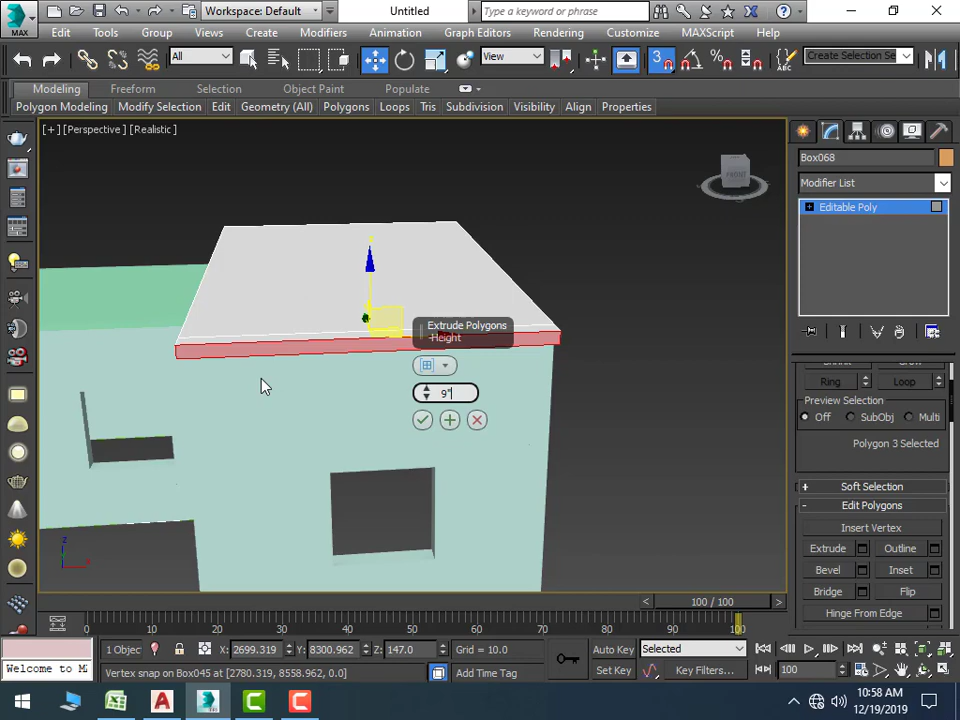 MAX
Workspace: Default
Untitled
Type a keyword or phrase
Edit Tools Group Views Create Modifiers Animation Graph Editors Rendering Customize MAXScript Help
All
View
3
Create Selection Se
Modeling Freeform Selection Object Paint Populate
Polygon Modeling Modify Selection Edit Geometry (All) Polygons Loops Tris Subdivision Visibility Align Properties
[+] [Perspective] [Realistic]
FRONT
Box068
Modifier List
Editable Poly
Extrude Polygons
-Height
9"
Ring Loop
Preview Selection
Off SubObj Multi
Polygon 3 Selected
+ Soft Selection
- Edit Polygons
Insert Vertex
Extrude Outline
Bevel Inset
Bridge Flip
Hinge From Edge
z
x
< 100 / 100 >
0 10 20 30 40 50 60 70 80 90 100
1 Objec X: 2699.319 Y: 8300.962 Z: 147.0 Grid = 10.0 Auto Key Selected
Welcome to M Vertex snap on Box045 at [2780.319, 8558.962, 0.0] Add Time Tag Set Key Key Filters... 100
10:58 AM
12/19/2019